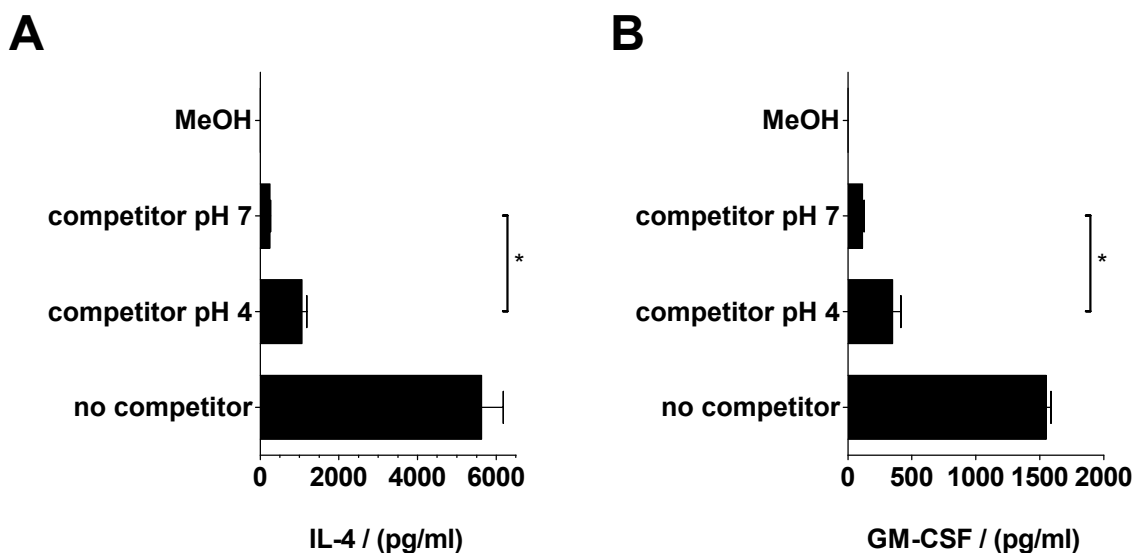 A
MeOH
competitor pH 7
competitor pH 4
no competitor
*
0 2000 4000 6000
IL-4 / (pg/ml)
B
MeOH
competitor pH 7
competitor pH 4
no competitor
*
0 500 1000 1500 2000
GM-CSF / (pg/ml)